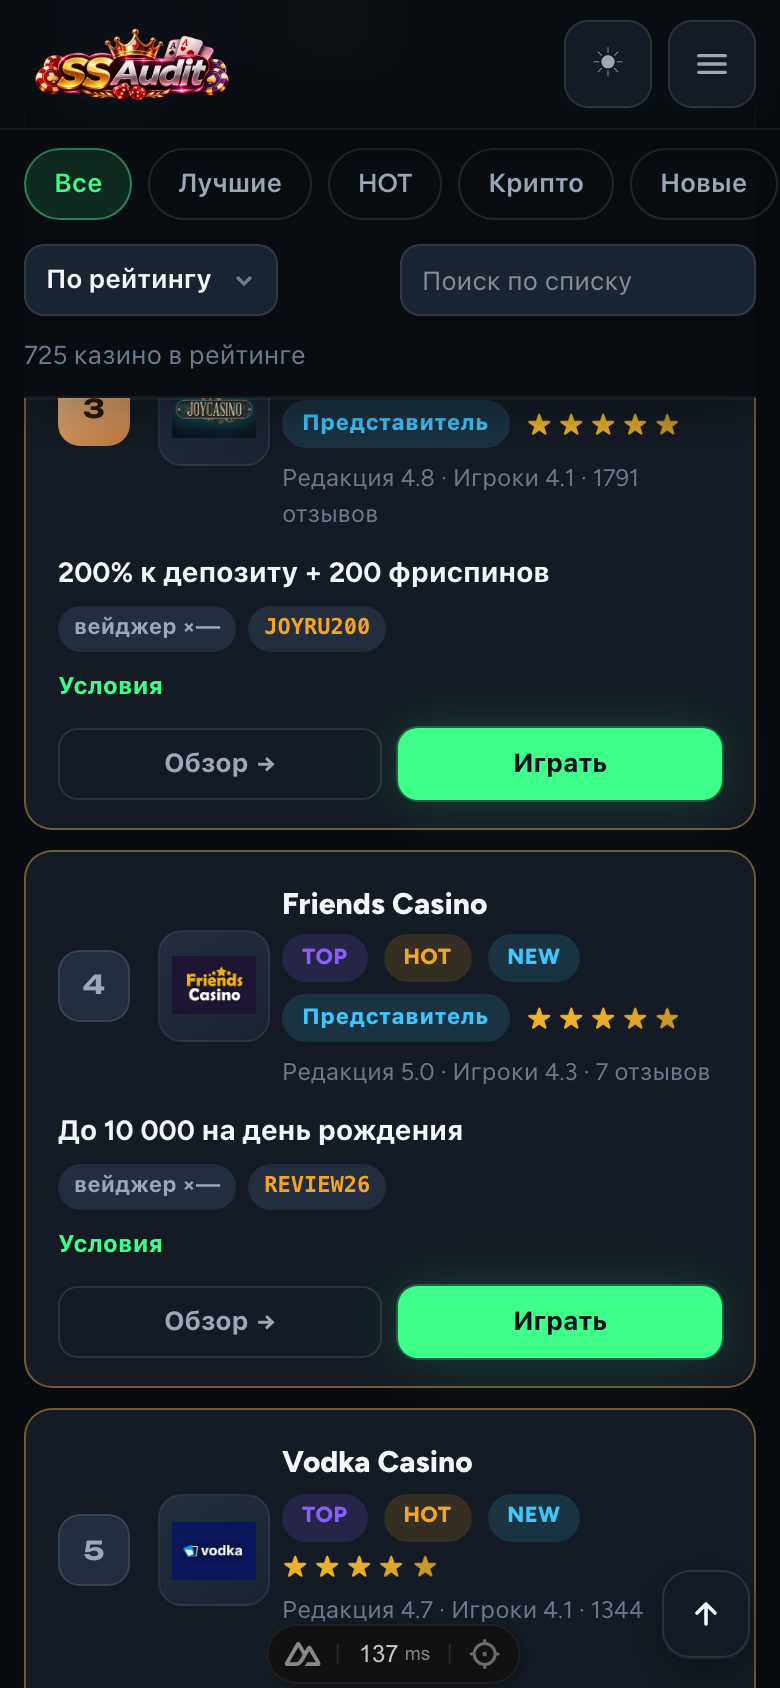 SSAudit
Все Лучшие HOT Крипто Новые
По рейтингу Поиск по списку
725 казино в рейтинге
3 JOYCASINO Представитель
Редакция 4.8 · Игроки 4.1 · 1791
отзывов
200% к депозиту + 200 фриспинов
вейджер ×— JOYRU200
Условия
Обзор → Играть
Friends Casino
TOP HOT NEW
4 Friends Casino
Представитель
Редакция 5.0 · Игроки 4.3 · 7 отзывов
До 10 000 на день рождения
вейджер ×— REVIEW26
Условия
Обзор → Играть
Vodka Casino
TOP HOT NEW
5 vodka
Редакция 4.7 · Игроки 4.1 · 1344
137 ms